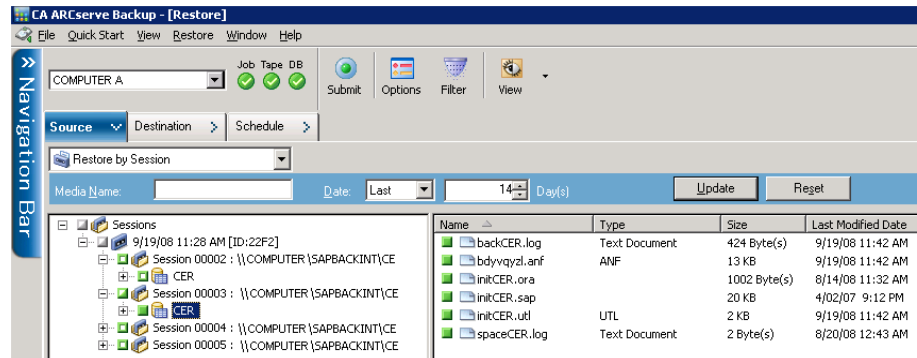 CA ARCserve Backup - [Restore]
File Quick Start View Restore Window Help
Job Tape DB
COMPUTER A
Submit Options Filter View
Navigation Bar
Source Destination Schedule
Restore by Session
Media Name: Date: Last 14 Day(s) Update Reset
Sessions
9/19/08 11:28 AM [ID:22F2]
Session 00002 : \\COMPUTER\SAPBACKINT\CE
CER
Session 00003 : \\COMPUTER\SAPBACKINT\CE
CER
Session 00004 : \\COMPUTER\SAPBACKINT\CE
Session 00005 : \\COMPUTER\SAPBACKINT\CE
Name Type Size Last Modified Date
backCER.log Text Document 424 Byte(s) 9/19/08 11:42 AM
bdyvqyzl.anf ANF 13 KB 9/19/08 11:42 AM
initCER.ora 1002 Byte(s) 8/14/08 11:32 AM
initCER.sap 20 KB 4/02/07 9:12 PM
initCER.utl UTL 2 KB 9/19/08 11:42 AM
spaceCER.log Text Document 2 Byte(s) 8/20/08 12:43 AM